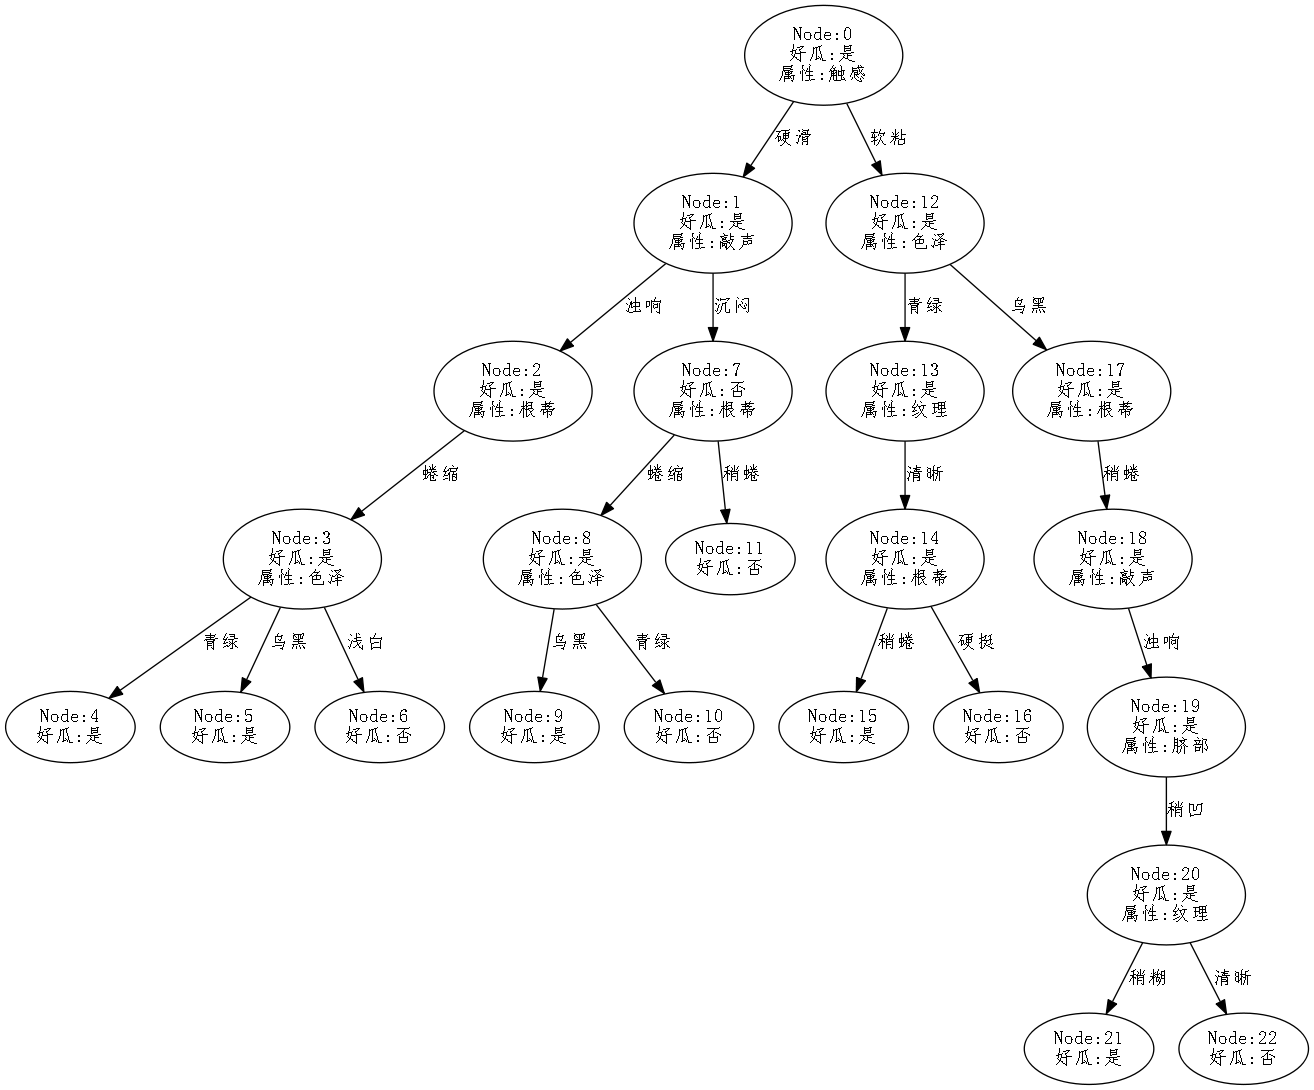 Node:0
好瓜:是
属性:触感
硬滑
软粘
Node:1
好瓜:是
属性:敲声
Node:12
好瓜:是
属性:色泽
浊响
沉闷
青绿
乌黑
Node:2
好瓜:是
属性:根蒂
Node:7
好瓜:否
属性:根蒂
Node:13
好瓜:是
属性:纹理
Node:17
好瓜:是
属性:根蒂
蜷缩
蜷缩
稍蜷
清晰
稍蜷
Node:3
好瓜:是
属性:色泽
Node:8
好瓜:是
属性:色泽
Node:11
好瓜:否
Node:14
好瓜:是
属性:根蒂
Node:18
好瓜:是
属性:敲声
青绿
乌黑
浅白
乌黑
青绿
稍蜷
硬挺
浊响
Node:4
好瓜:是
Node:5
好瓜:是
Node:6
好瓜:否
Node:9
好瓜:是
Node:10
好瓜:否
Node:15
好瓜:是
Node:16
好瓜:否
Node:19
好瓜:是
属性:脐部
稍凹
Node:20
好瓜:是
属性:纹理
稍糊
清晰
Node:21
好瓜:是
Node:22
好瓜:否